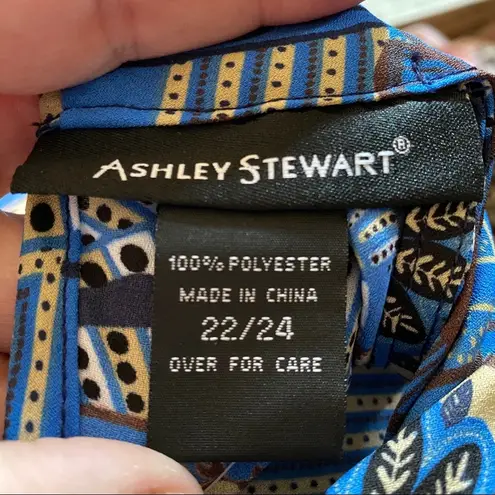 ASHLEY STEWART®
100% POLYESTER
MADE IN CHINA
22/24
OVER FOR CARE